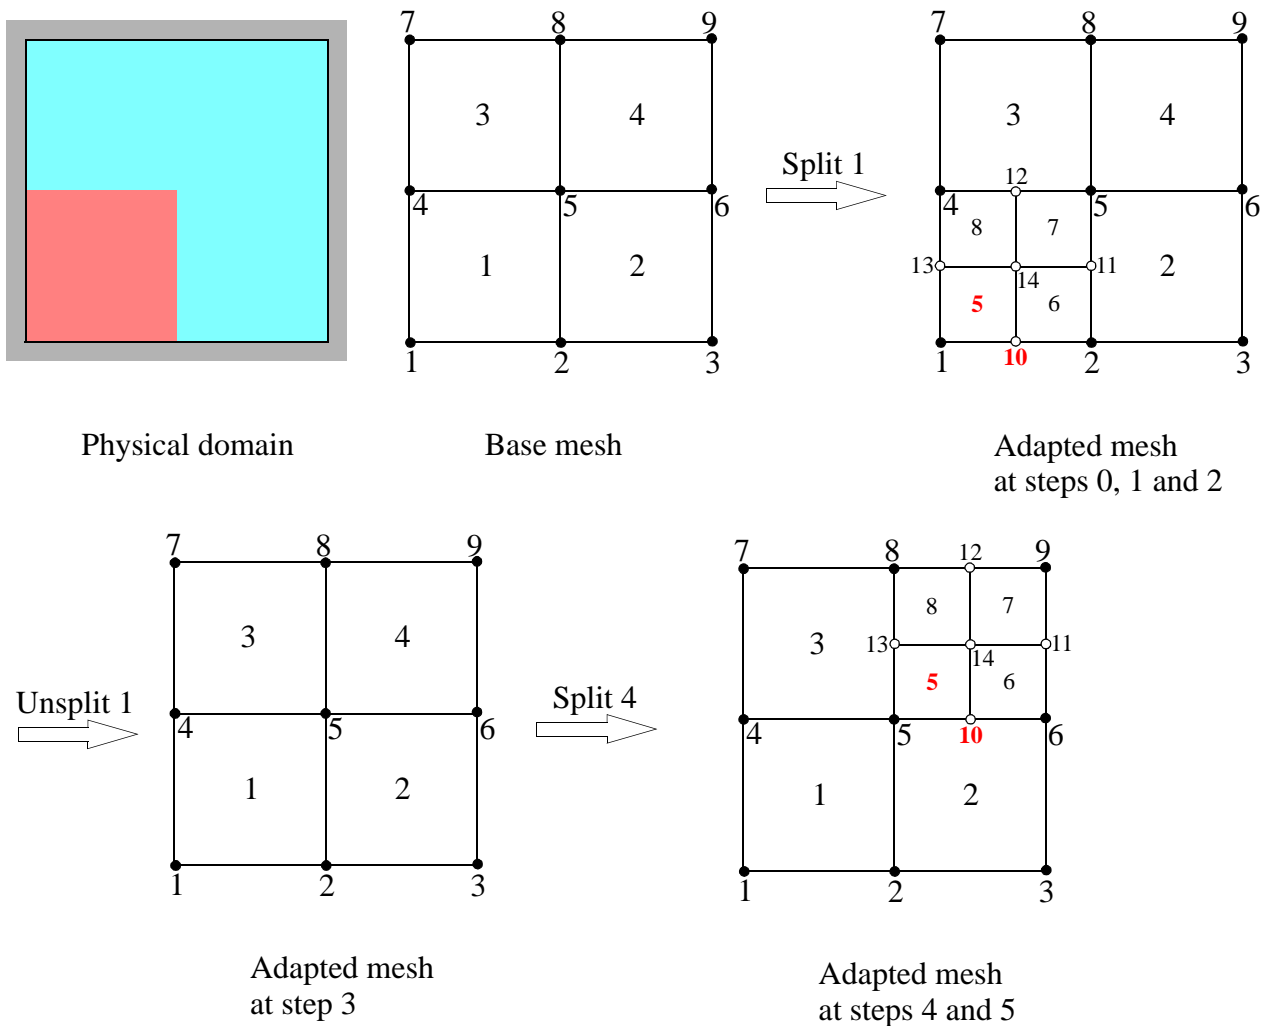 7 8 9
3 4
4 5 6
1 2
1 2 3
Split 1
7 8 9
3 4
12
4 5 6
8 7
13 11 2
14
5 6
1 10 2 3
Physical domain
Base mesh
Adapted mesh
at steps 0, 1 and 2
Unsplit 1
7 8 9
3 4
4 5 6
1 2
1 2 3
Split 4
7 8 12 9
8 7
3 13 11
14
5 6
4 5 10 6
1 2
1 2 3
Adapted mesh
at step 3
Adapted mesh
at steps 4 and 5